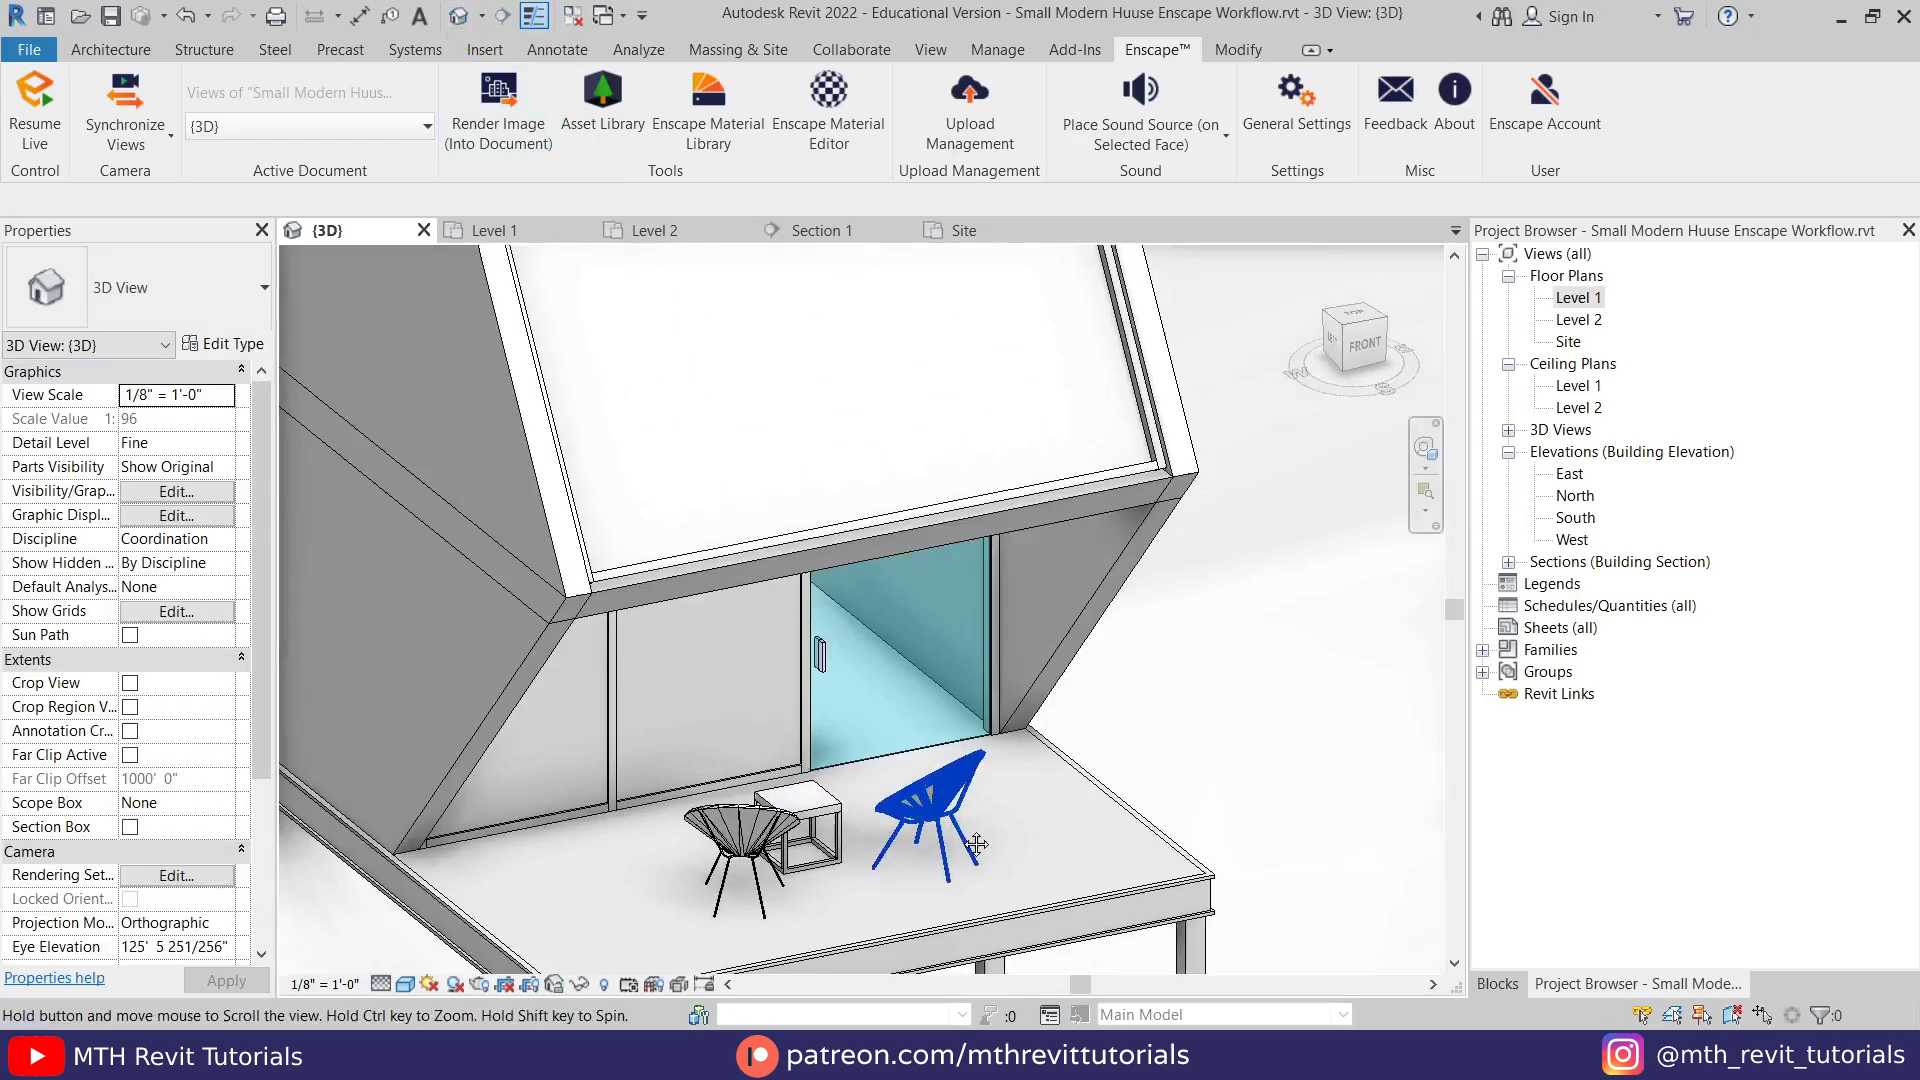 Autodesk Revit 2022 - Educational Version - Small Modern Huuse Enscape Workflow.rvt - 3D View: {3D}
Sign In
File Architecture Structure Steel Precast Systems Insert Annotate Analyze Massing & Site Collaborate View Manage Add-Ins Enscape™ Modify
Resume Live
Synchronize Views
Views of "Small Modern Huus...
{3D}
Render Image (Into Document)
Asset Library
Enscape Material Library
Enscape Material Editor
Upload Management
Place Sound Source (on Selected Face)
General Settings
Feedback
About
Enscape Account
Control Camera Active Document Tools Upload Management Sound Settings Misc User
Properties
{3D} Level 1 Level 2 Section 1 Site
Project Browser - Small Modern Huuse Enscape Workflow.rvt
3D View
3D View: {3D} Edit Type
Graphics
View Scale 1/8" = 1'-0"
Scale Value 1: 96
Detail Level Fine
Parts Visibility Show Original
Visibility/Grap... Edit...
Graphic Displ... Edit...
Discipline Coordination
Show Hidden ... By Discipline
Default Analys... None
Show Grids Edit...
Sun Path
Extents
Crop View
Crop Region V...
Annotation Cr...
Far Clip Active
Far Clip Offset 1000' 0"
Scope Box None
Section Box
Camera
Rendering Set... Edit...
Locked Orient...
Projection Mo... Orthographic
Eye Elevation 125' 5 251/256"
Properties help Apply
TOP
FRONT
Views (all)
Floor Plans
Level 1
Level 2
Site
Ceiling Plans
Level 1
Level 2
3D Views
Elevations (Building Elevation)
East
North
South
West
Sections (Building Section)
Legends
Schedules/Quantities (all)
Sheets (all)
Families
Groups
Revit Links
1/8" = 1'-0"
Blocks Project Browser - Small Mode...
Hold button and move mouse to Scroll the view. Hold Ctrl key to Zoom. Hold Shift key to Spin.
:0
Main Model
:0
MTH Revit Tutorials
patreon.com/mthrevittutorials
@mth_revit_tutorials